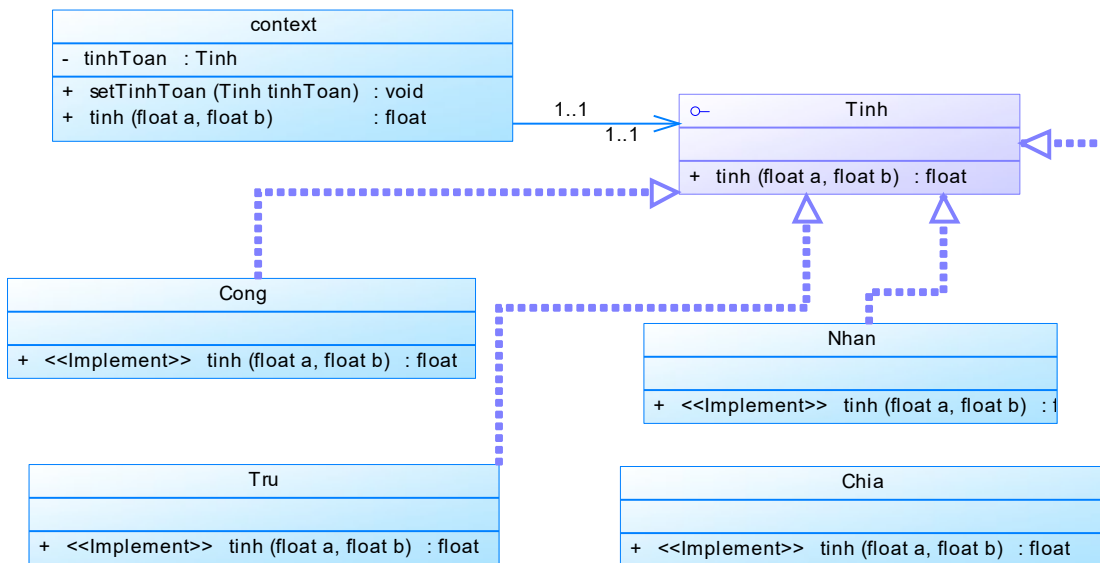 context
- tinhToan : Tinh
+ setTinhToan (Tinh tinhToan) : void
+ tinh (float a, float b) : float
1..1
1..1
Tinh
+ tinh (float a, float b) : float
Cong
+ <<Implement>> tinh (float a, float b) : float
Nhan
+ <<Implement>> tinh (float a, float b) : f
Tru
+ <<Implement>> tinh (float a, float b) : float
Chia
+ <<Implement>> tinh (float a, float b) : float